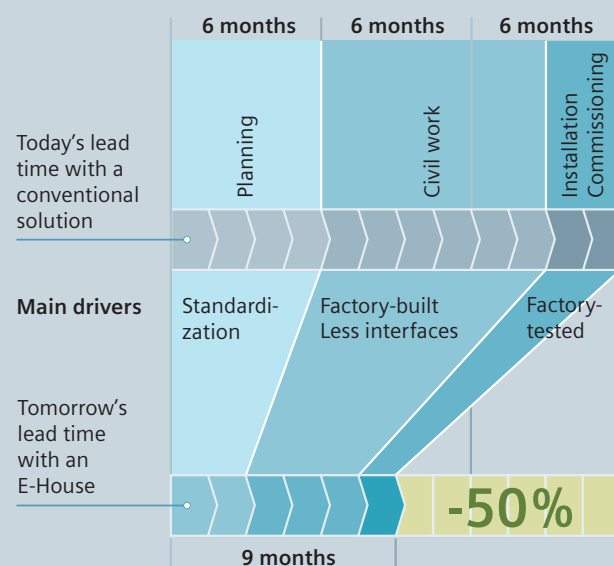 6 months
6 months
6 months
Planning
Civil work
Installation
Commissioning
Today's lead
time with a
conventional
solution
Main drivers
Standardi-
zation
Factory-built
Less interfaces
Factory-
tested
Tomorrow's
lead time
with an
E-House
-50%
9 months